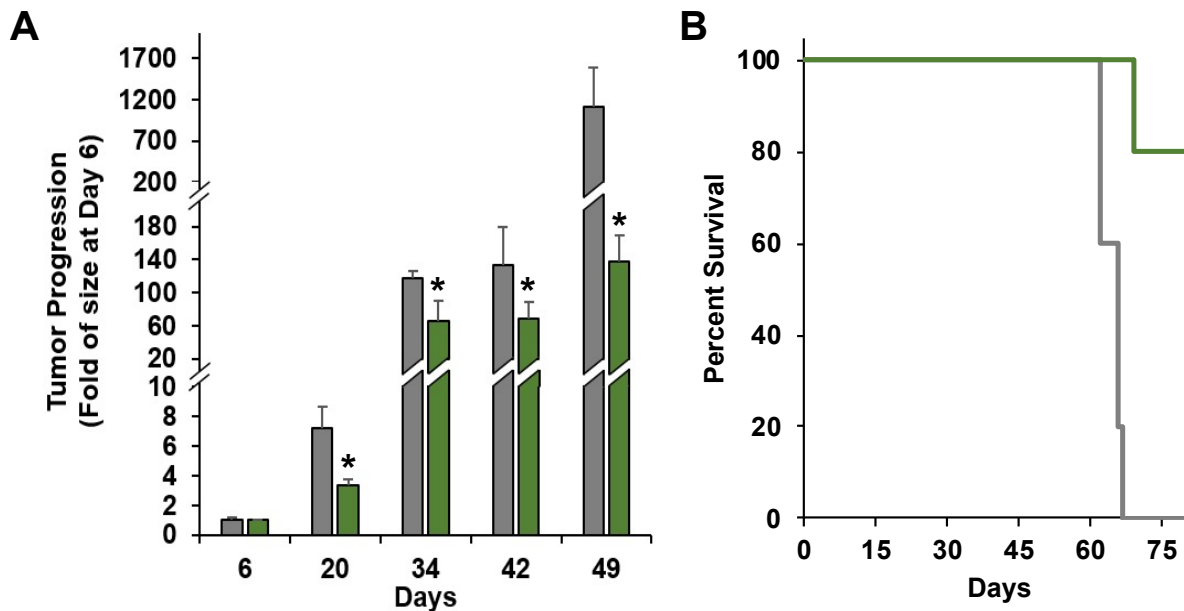 A
Tumor Progression
(Fold of size at Day 6)
1700
1200
700
200
180
140
100
60
20
10
8
6
4
2
0
*
*
*
*
6 20 34 42 49
Days
B
Percent Survival
100
80
60
40
20
0
0 15 30 45 60 75
Days